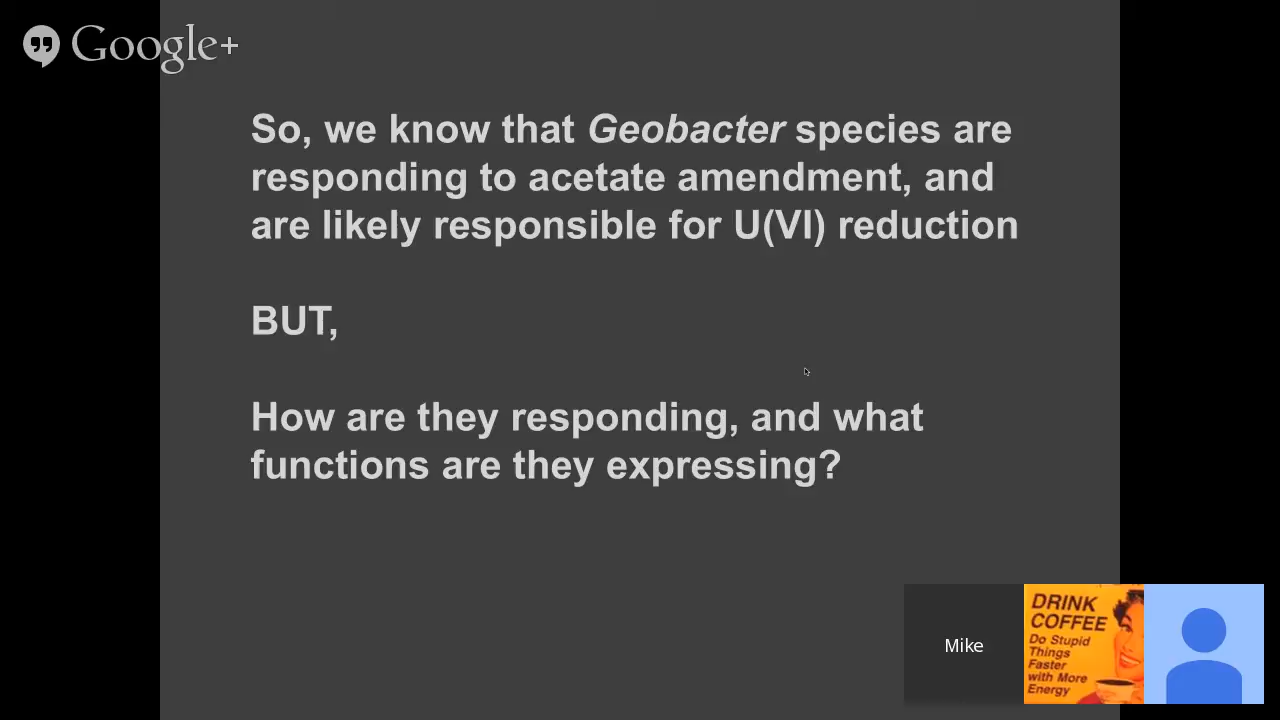 Google+
So, we know that Geobacter species are
responding to acetate amendment, and
are likely responsible for U(VI) reduction
BUT,
How are they responding, and what
functions are they expressing?
Mike
DRINK
COFFEE
Do Stupid
Things
Faster
with More
Energy